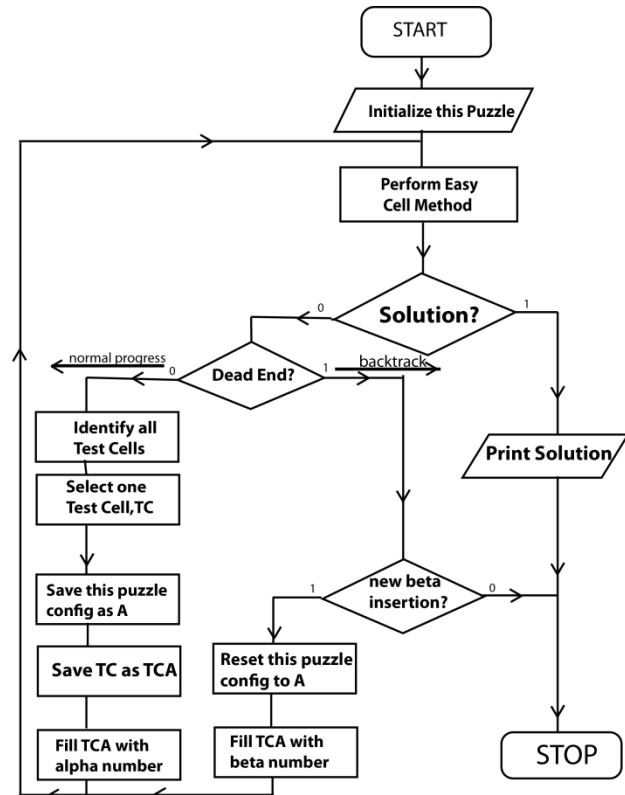 START
Initialize this Puzzle
Perform Easy
Cell Method
Solution?
0
1
normal progress
0
Dead End?
1
backtrack
Identify all
Test Cells
Select one
Test Cell,TC
Print Solution
Save this puzzle
config as A
1
new beta
insertion?
0
Save TC as TCA
Reset this puzzle
config to A
Fill TCA with
alpha number
Fill TCA with
beta number
STOP